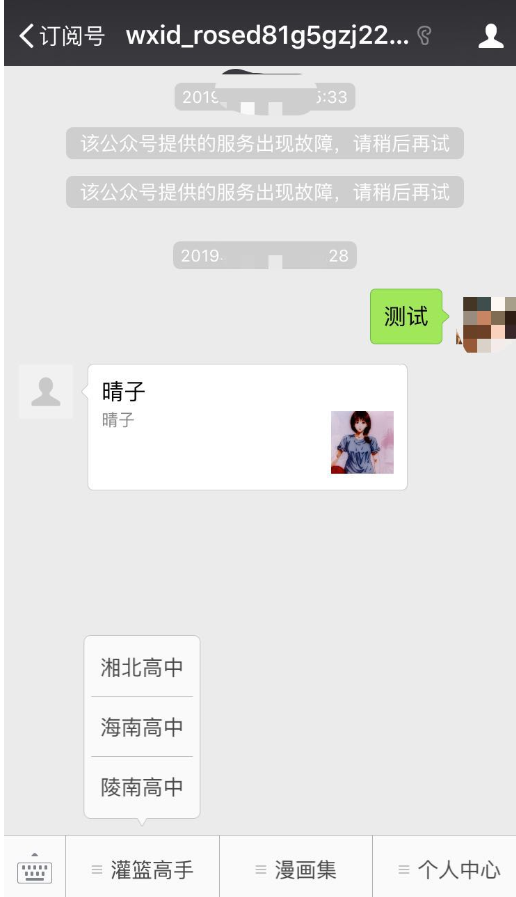 订阅号 wxid_rosed81g5gzj22...
2019 5:33
该公众号提供的服务出现故障，请稍后再试
该公众号提供的服务出现故障，请稍后再试
2019 28
测试
晴子
晴子
湘北高中
海南高中
陵南高中
灌篮高手 漫画集 个人中心